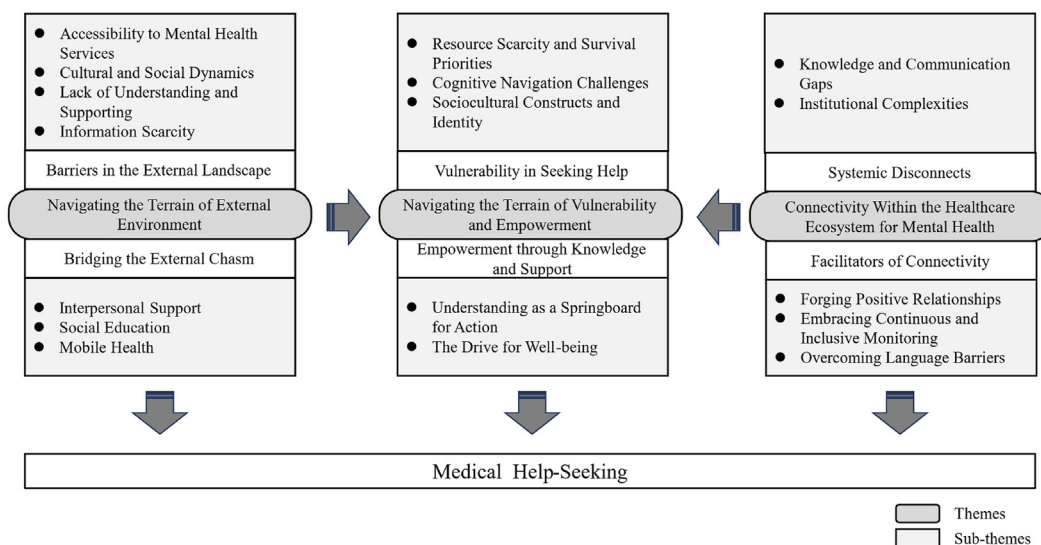 ● Accessibility to Mental Health
Services
● Cultural and Social Dynamics
● Lack of Understanding and
Supporting
● Information Scarcity
Barriers in the External Landscape
Navigating the Terrain of External
Environment
Bridging the External Chasm
● Interpersonal Support
● Social Education
● Mobile Health
● Resource Scarcity and Survival
Priorities
● Cognitive Navigation Challenges
● Sociocultural Constructs and
Identity
Vulnerability in Seeking Help
Navigating the Terrain of Vulnerability
and Empowerment
Empowerment through Knowledge
and Support
● Understanding as a Springboard
for Action
● The Drive for Well-being
● Knowledge and Communication
Gaps
● Institutional Complexities
Systemic Disconnects
Connectivity Within the Healthcare
Ecosystem for Mental Health
Facilitators of Connectivity
● Forging Positive Relationships
● Embracing Continuous and
Inclusive Monitoring
● Overcoming Language Barriers
Medical Help-Seeking
Themes
Sub-themes